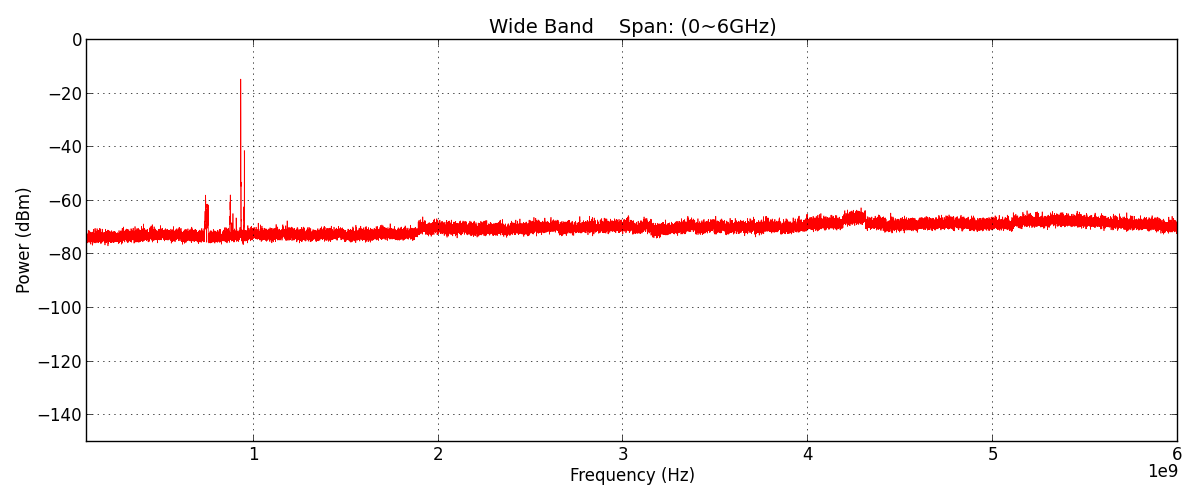 Wide Band    Span: (0~6GHz)
0
−20
−40
−60
−80
−100
−120
−140
Power (dBm)
1 2 3 4 5 6
1e9
Frequency (Hz)